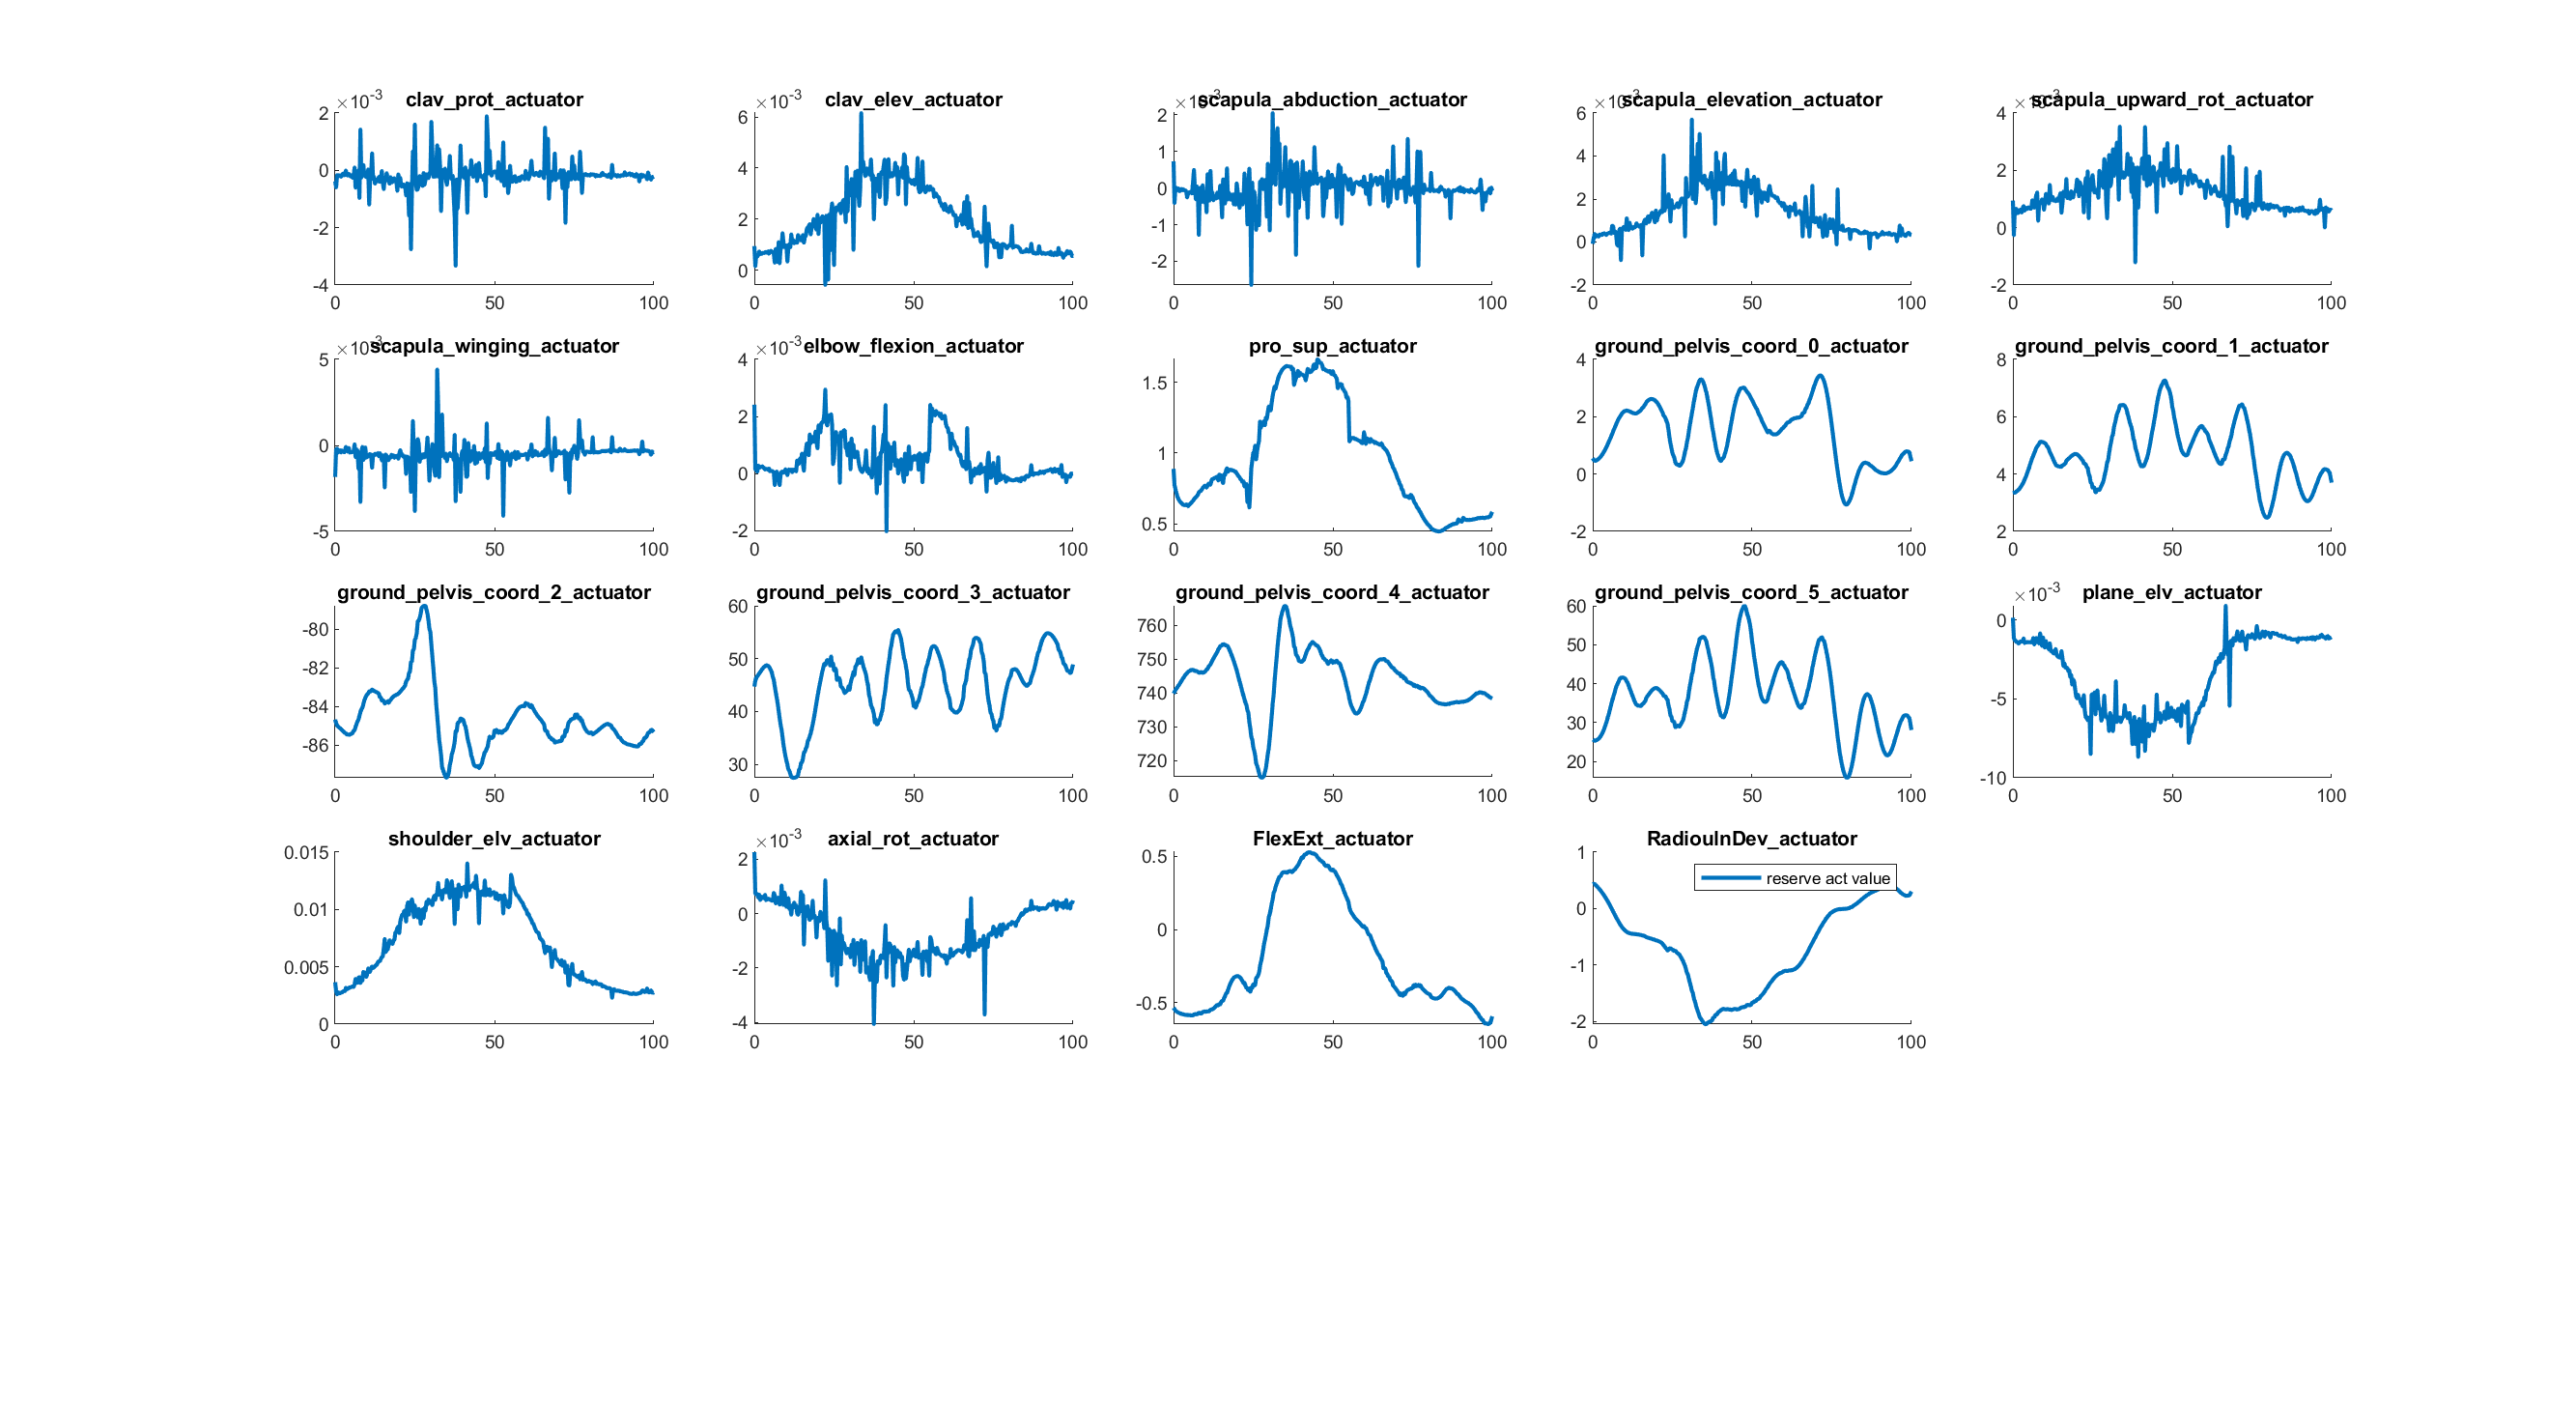 ×10-3 clav_prot_actuator
2
0
-2
-4
0 50 100
×10-3 clav_elev_actuator
6
4
2
0
0 50 100
×10-3 scapula_abduction_actuator
2
1
0
-1
-2
0 50 100
×10-3 scapula_elevation_actuator
6
4
2
0
-2
0 50 100
×10-3 scapula_upward_rot_actuator
4
2
0
-2
0 50 100
×10-3 scapula_winging_actuator
5
0
-5
0 50 100
×10-3 elbow_flexion_actuator
4
2
0
-2
0 50 100
pro_sup_actuator
1.5
1
0.5
0 50 100
ground_pelvis_coord_0_actuator
4
2
0
-2
0 50 100
ground_pelvis_coord_1_actuator
8
6
4
2
0 50 100
ground_pelvis_coord_2_actuator
-80
-82
-84
-86
0 50 100
ground_pelvis_coord_3_actuator
60
50
40
30
0 50 100
ground_pelvis_coord_4_actuator
760
750
740
730
720
0 50 100
ground_pelvis_coord_5_actuator
60
50
40
30
20
0 50 100
×10-3 plane_elv_actuator
0
-5
-10
0 50 100
shoulder_elv_actuator
0.015
0.01
0.005
0
0 50 100
×10-3 axial_rot_actuator
2
0
-2
-4
0 50 100
FlexExt_actuator
0.5
0
-0.5
0 50 100
RadioulnDev_actuator
1
0
-1
-2
0 50 100
reserve act value